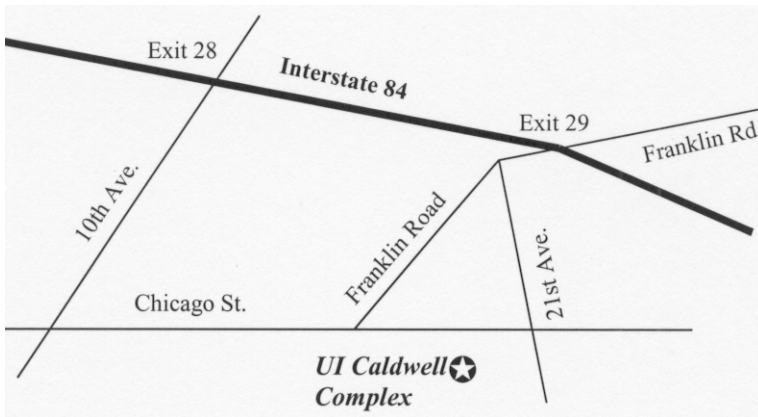 Exit 28
Interstate 84
Exit 29
Franklin Rd
10th Ave.
Franklin Road
21st Ave.
Chicago St.
UI Caldwell
Complex